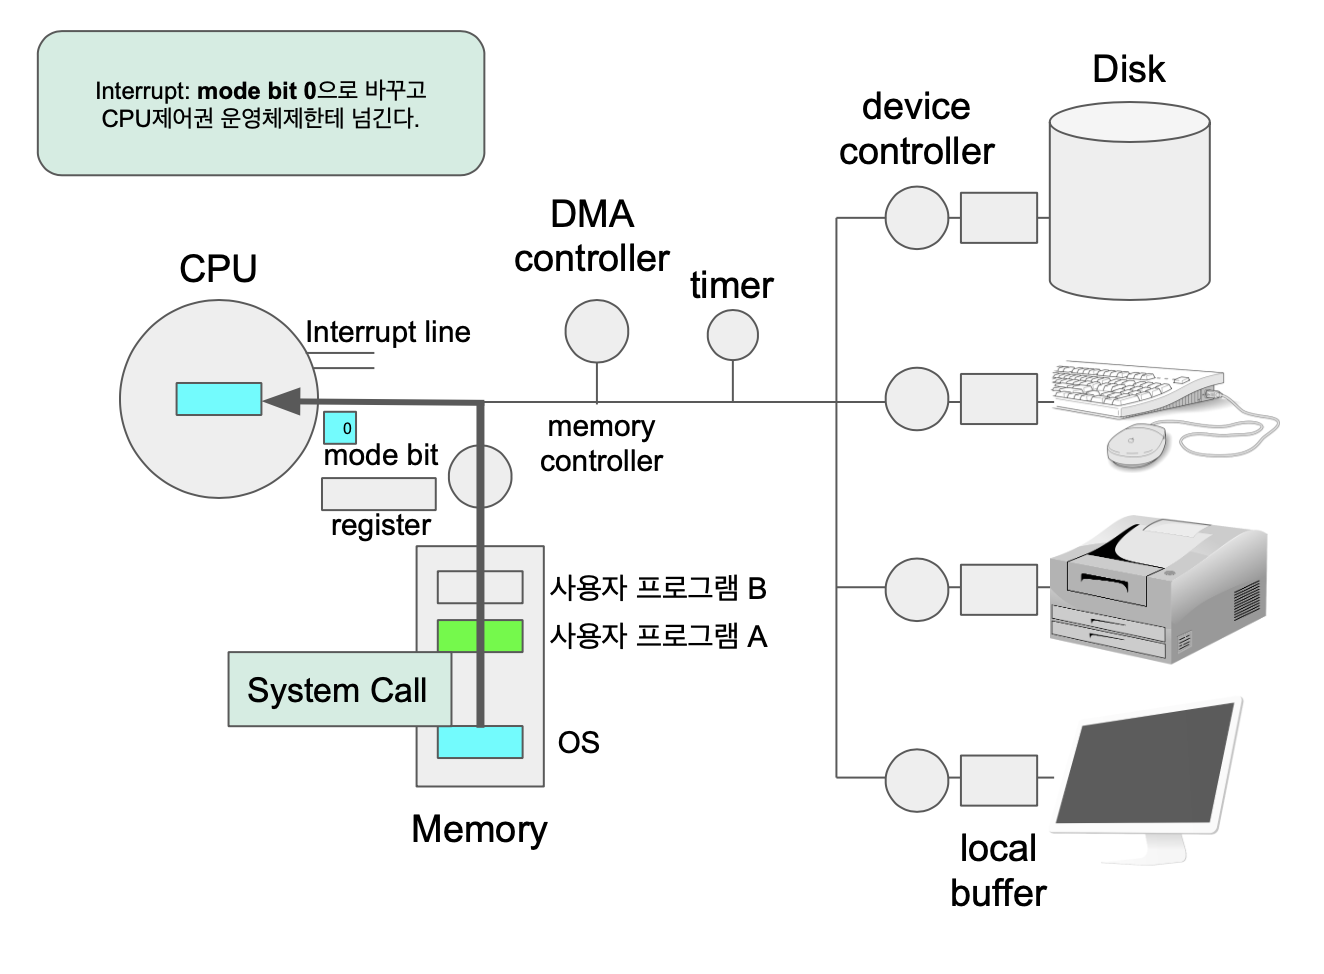 Interrupt: mode bit 0으로 바꾸고
CPU제어권 운영체제한테 넘긴다.
Disk
device
controller
DMA
controller
CPU
timer
Interrupt line
0
mode bit
memory
controller
register
사용자 프로그램 B
사용자 프로그램 A
System Call
OS
Memory
local
buffer